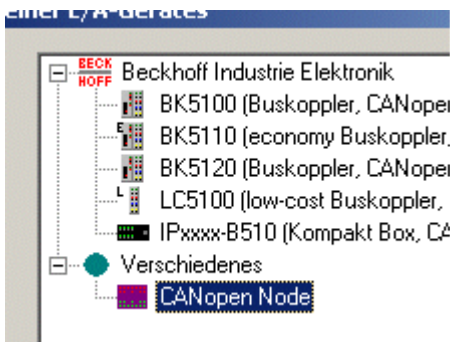 einer E/A-Gerätes
BECK HOFF Beckhoff Industrie Elektronik
BK5100 (Buskoppler, CANoper
E BK5110 (economy Buskoppler,
BK5120 (Buskoppler, CANoper
L LC5100 (low-cost Buskoppler,
IPxxxx-B510 (Kompakt Box, CA
Verschiedenes
CANopen Node